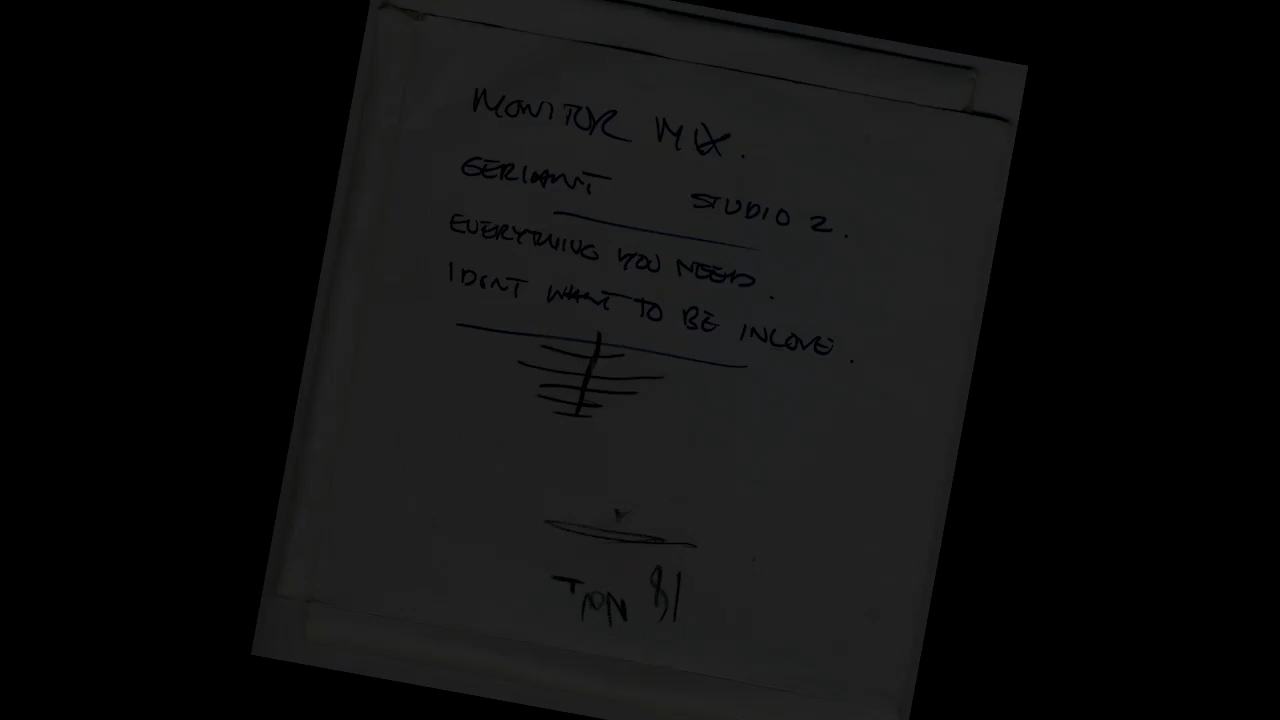 MONITOR MIX.
GERIANT STUDIO 2.
EVERYTHING YOU NEED.
I DONT WANT TO BE INLOVE.
JAN 81